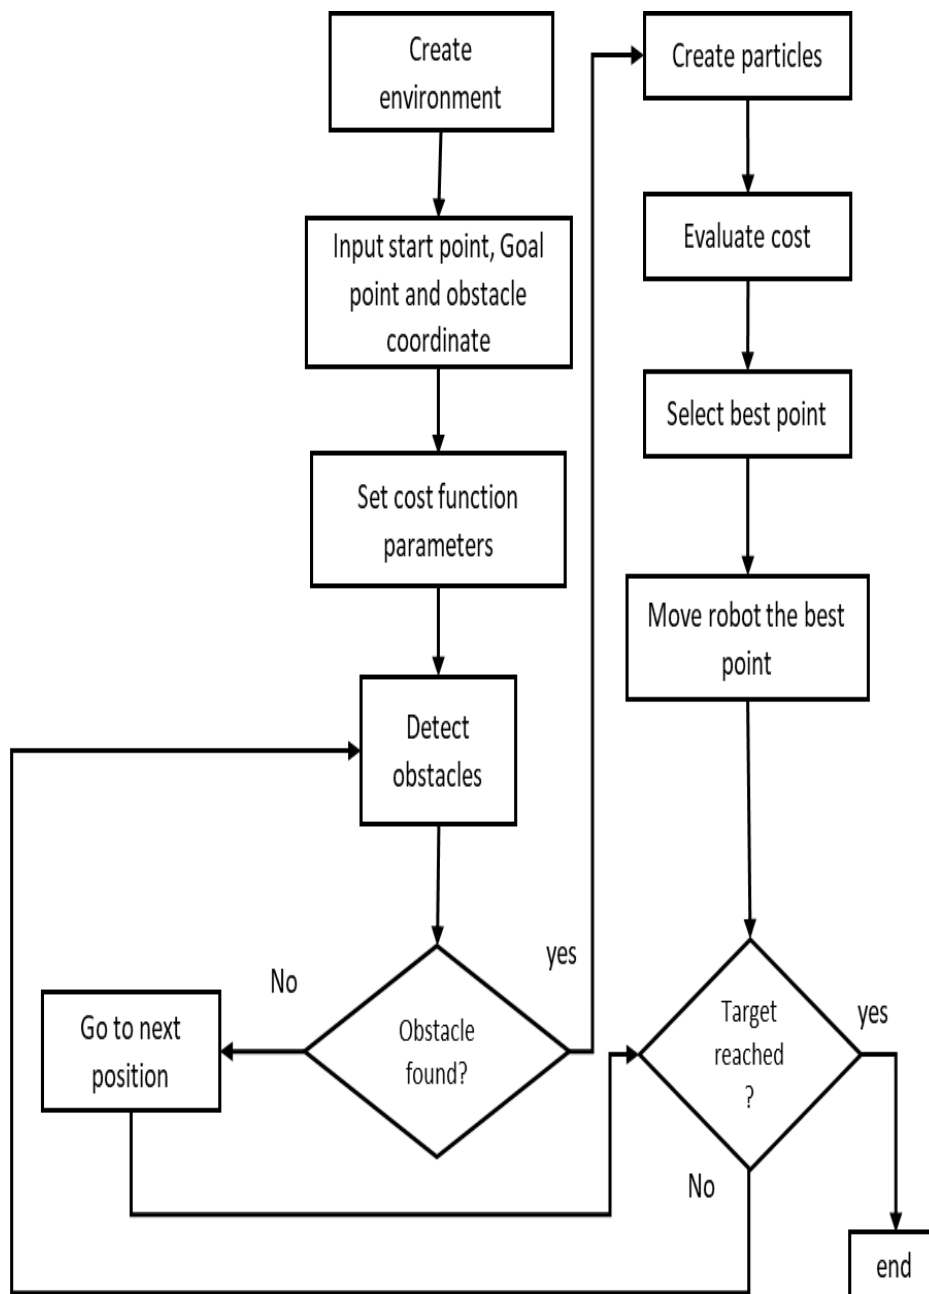 Create
environment
Input start point, Goal
point and obstacle
coordinate
Set cost function
parameters
Detect
obstacles
Obstacle
found?
No
yes
Go to next
position
Create particles
Evaluate cost
Select best point
Move robot the best
point
Target
reached
?
yes
No
end